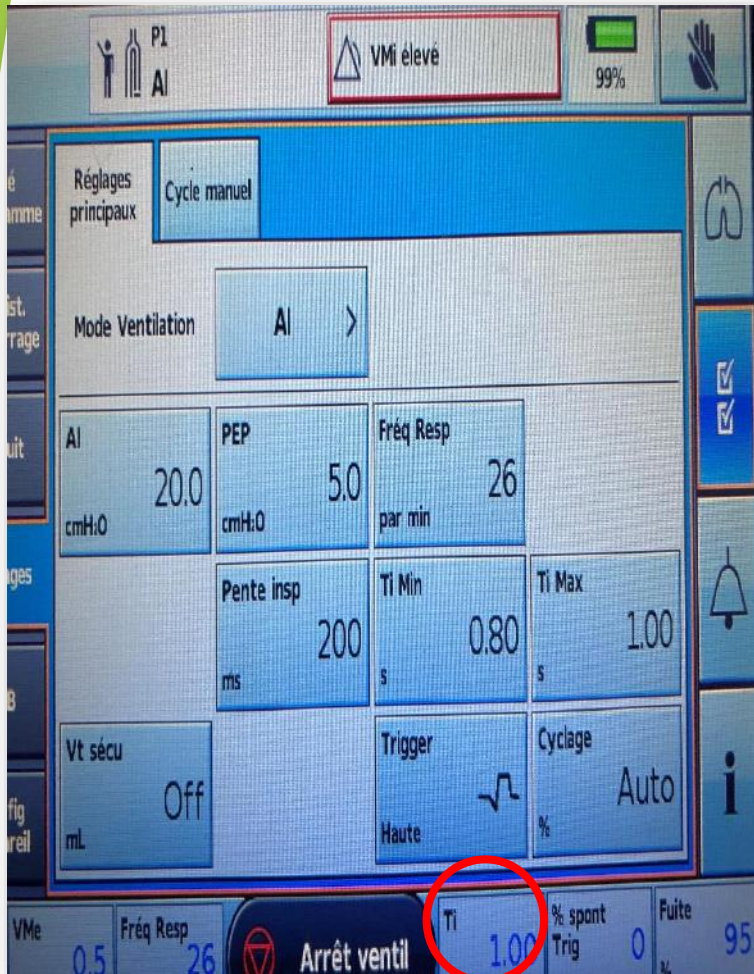 P1
AI
VMi élevé
99%
Réglages
principaux
Cycle manuel
Mode Ventilation
AI >
AI
20.0
cmH2O
PEP
5.0
cmH2O
Fréq Resp
26
par min
Pente insp
200
ms
Ti Min
0.80
s
Ti Max
1.00
s
Vt sécu
Off
mL
Trigger
Haute
Cyclage
Auto
%
i
VMe
0.5
Fréq Resp
26
Arrêt ventil
Ti
1.00
% spont
Trig
0
Fuite
95
%